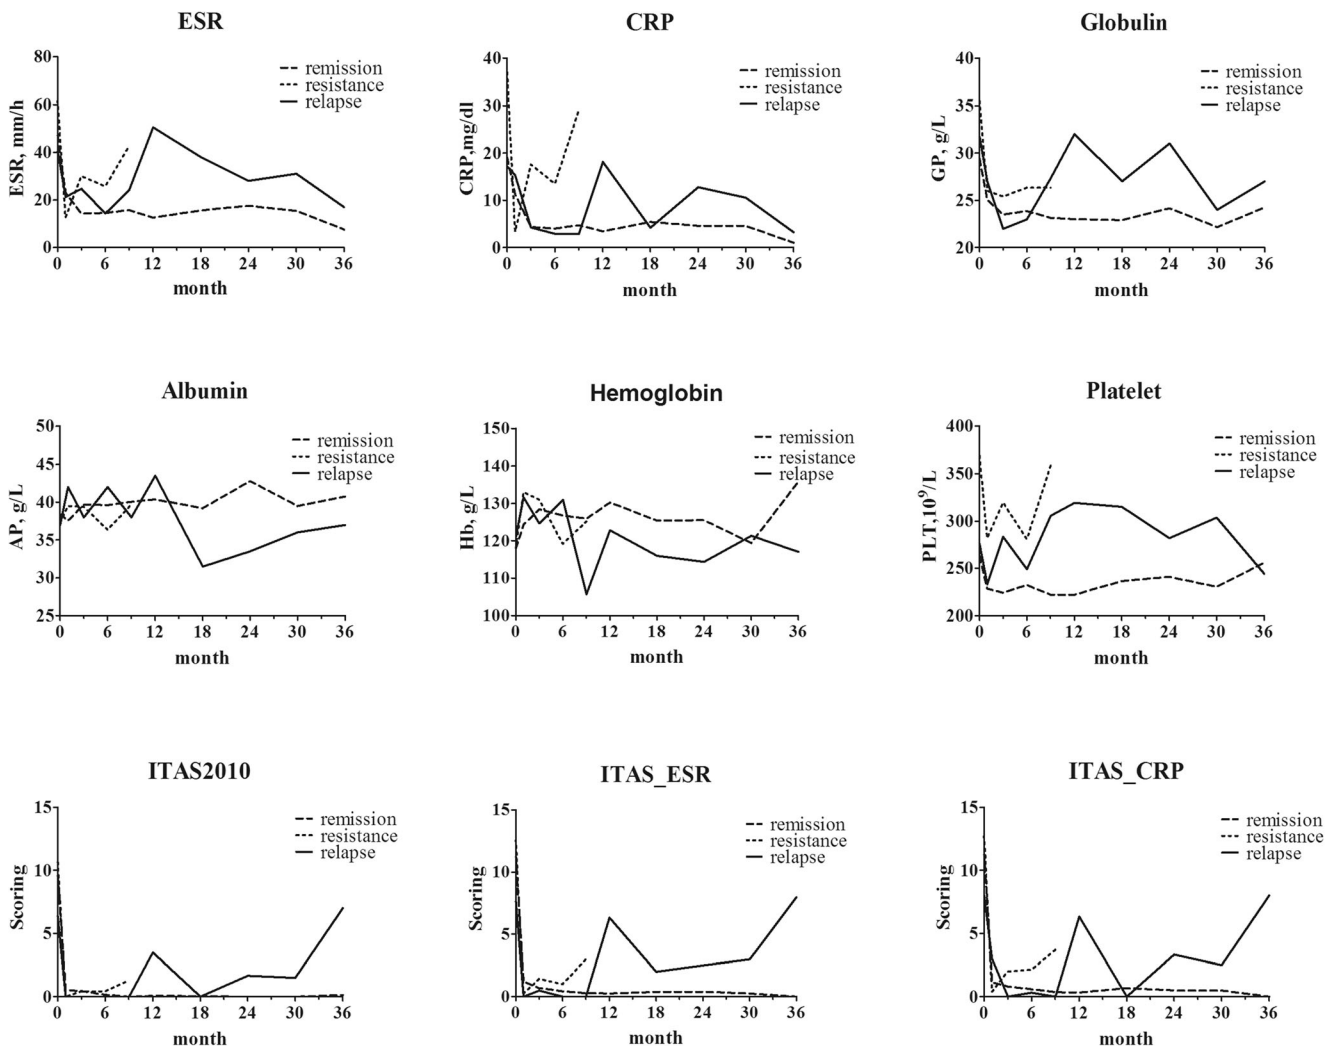 ESR
80
60
40
20
0
ESR, mm/h
remission
resistance
relapse
0 6 12 18 24 30 36
month
CRP
40
30
20
10
0
CRP,mg/dl
remission
resistance
relapse
0 6 12 18 24 30 36
month
Globulin
40
35
30
25
20
GP, g/L
remission
resistance
relapse
0 6 12 18 24 30 36
month
Albumin
50
45
40
35
30
25
AP, g/L
remission
resistance
relapse
0 6 12 18 24 30 36
month
Hemoglobin
150
140
130
120
110
100
Hb, g/L
remission
resistance
relapse
0 6 12 18 24 30 36
month
Platelet
400
350
300
250
200
PLT,10⁹/L
remission
resistance
relapse
0 6 12 18 24 30 36
month
ITAS2010
15
10
5
0
Scoring
remission
resistance
relapse
0 6 12 18 24 30 36
month
ITAS_ESR
15
10
5
0
Scoring
remission
resistance
relapse
0 6 12 18 24 30 36
month
ITAS_CRP
15
10
5
0
Scoring
remission
resistance
relapse
0 6 12 18 24 30 36
month